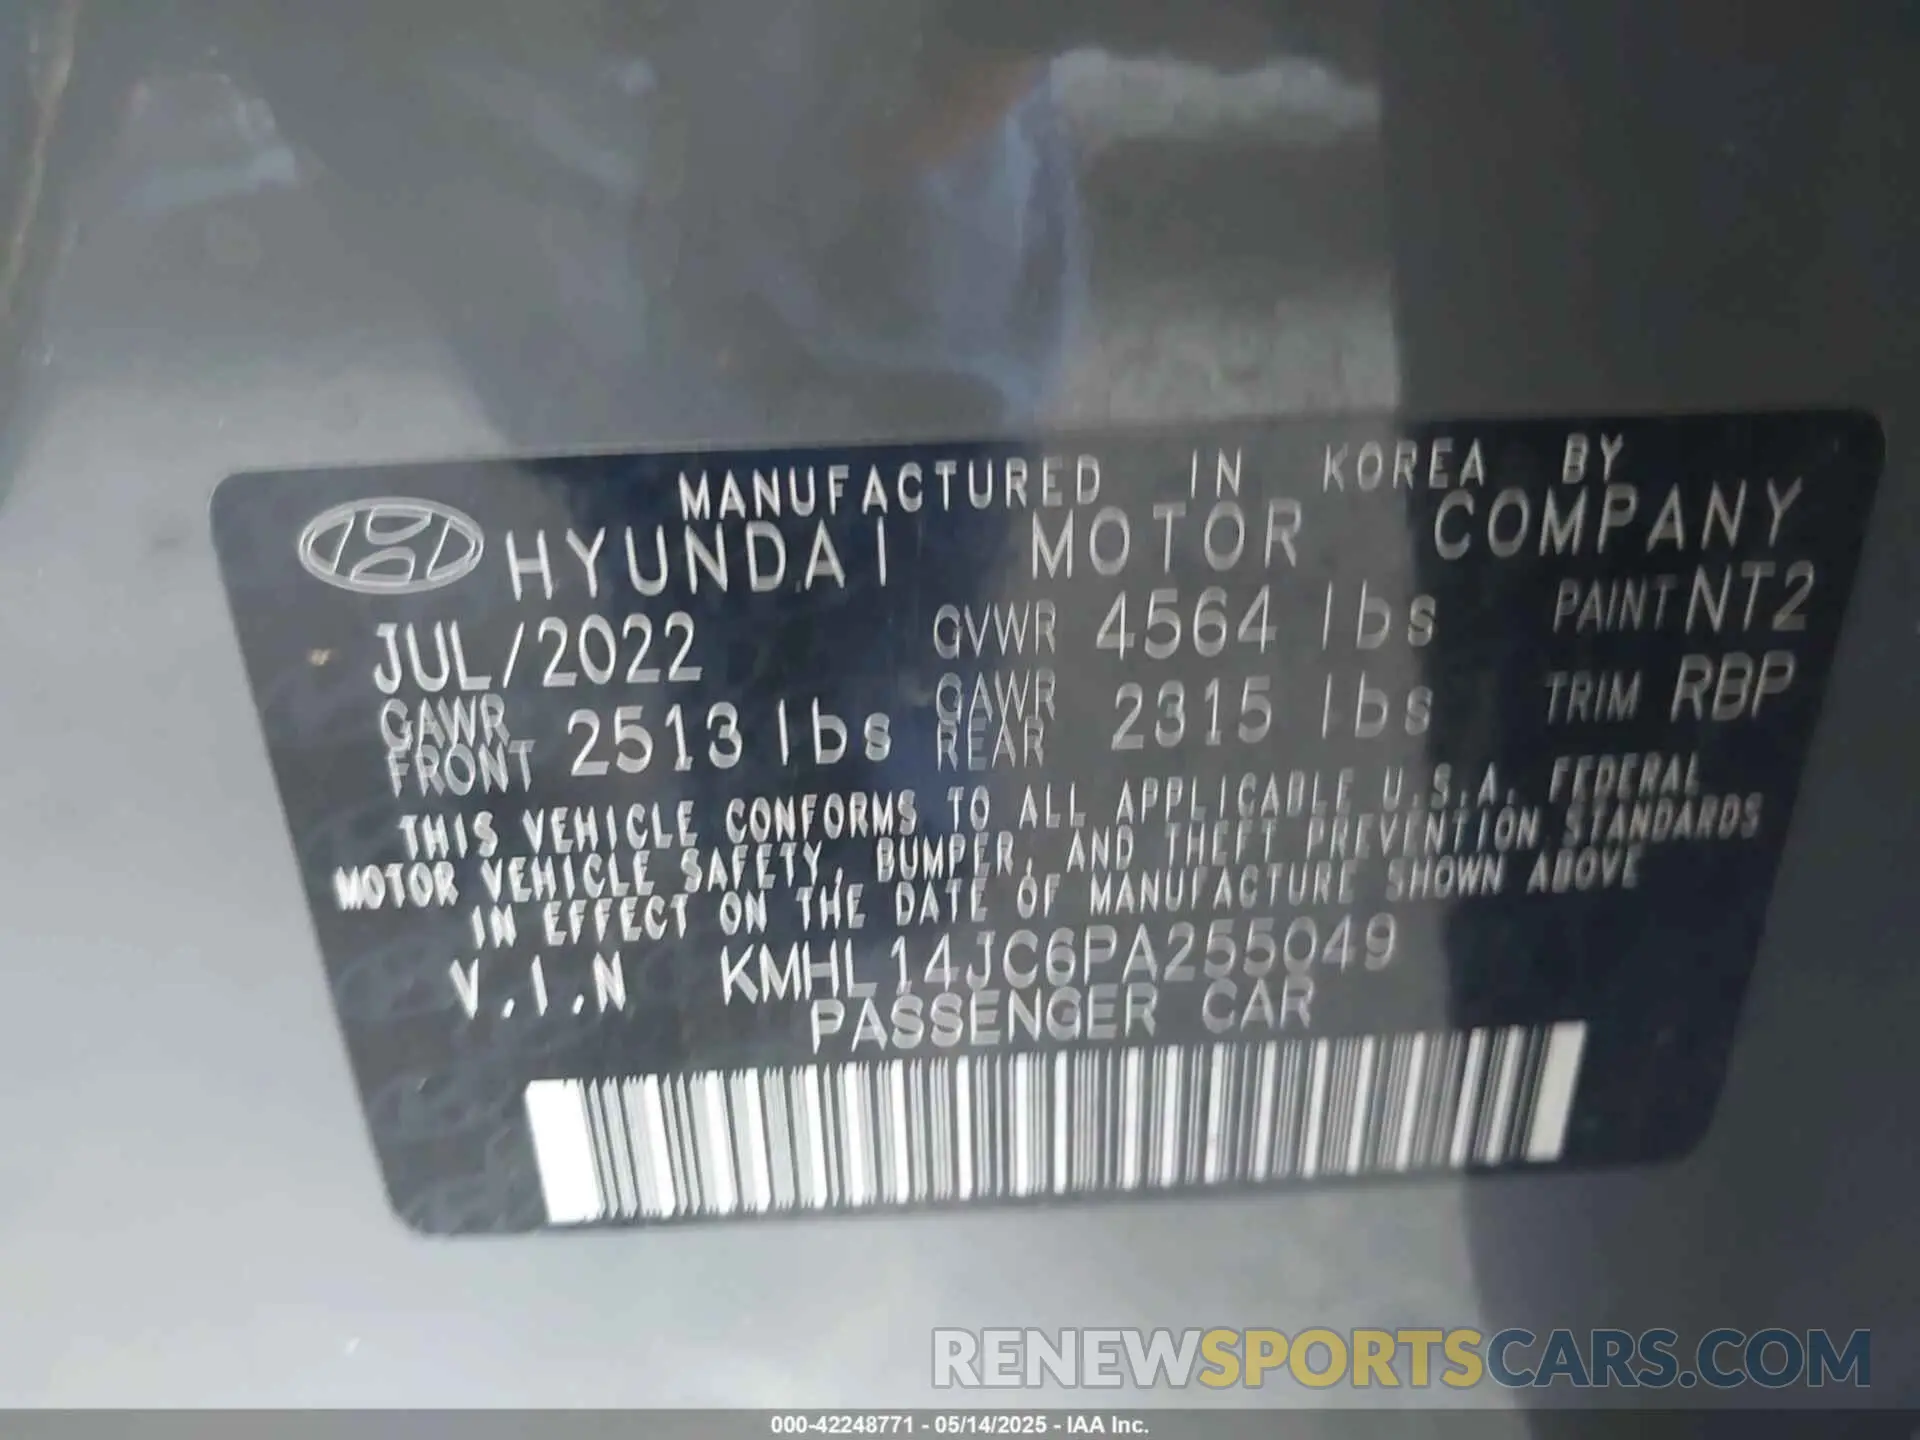 MANUFACTURED IN KOREA BY
HYUNDAI MOTOR COMPANY
JUL/2022 GVWR 4564 lbs PAINT NT2
GAWR FRONT 2513 lbs GAWR REAR 2315 lbs TRIM RBP
THIS VEHICLE CONFORMS TO ALL APPLICABLE U.S.A. FEDERAL
MOTOR VEHICLE SAFETY, BUMPER, AND THEFT PREVENTION STANDARDS
IN EFFECT ON THE DATE OF MANUFACTURE SHOWN ABOVE
V.I.N KMHL14JC6PA255049
PASSENGER CAR
RENEWSPORTSCARS.COM
000-42248771 - 05/14/2025 - IAA Inc.